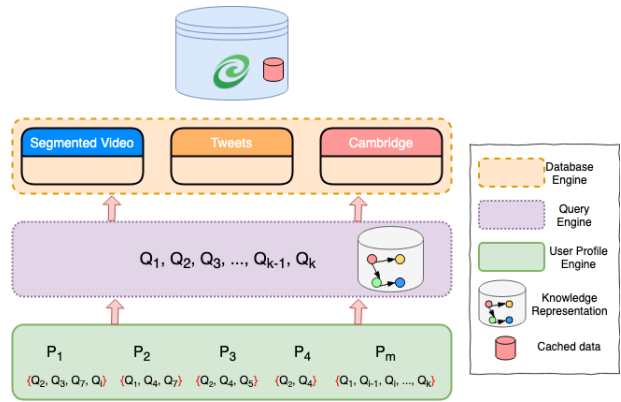 Segmented Video
Tweets
Cambridge
Q1, Q2, Q3, ..., Qk-1, Qk
P1
P2
P3
P4
Pm
{Q2, Q3, Q7, Qi}
{Q1, Q4, Q7}
{Q2, Q4, Q5}
{Q2, Q4}
{Q1, Qi-1, Qi, ..., Qk}
Database
Engine
Query
Engine
User Profile
Engine
Knowledge
Representation
Cached data